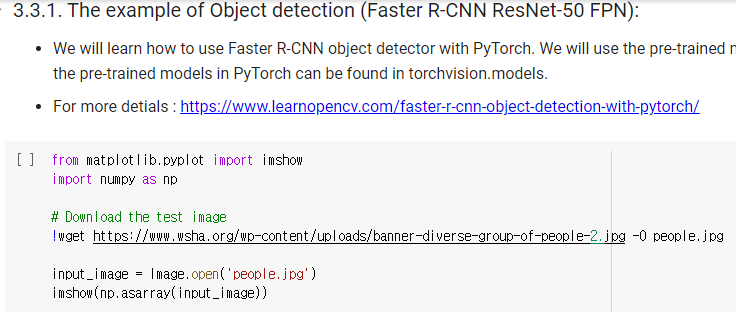 3.3.1. The example of Object detection (Faster R-CNN ResNet-50 FPN):
• We will learn how to use Faster R-CNN object detector with PyTorch. We will use the pre-trained
the pre-trained models in PyTorch can be found in torchvision.models.
• For more detials : https://www.learnopencv.com/faster-r-cnn-object-detection-with-pytorch/
[ ] from matplotlib.pyplot import imshow
import numpy as np
# Download the test image
!wget https://www.wsha.org/wp-content/uploads/banner-diverse-group-of-people-2.jpg -O people.jpg
input_image = Image.open('people.jpg')
imshow(np.asarray(input_image))